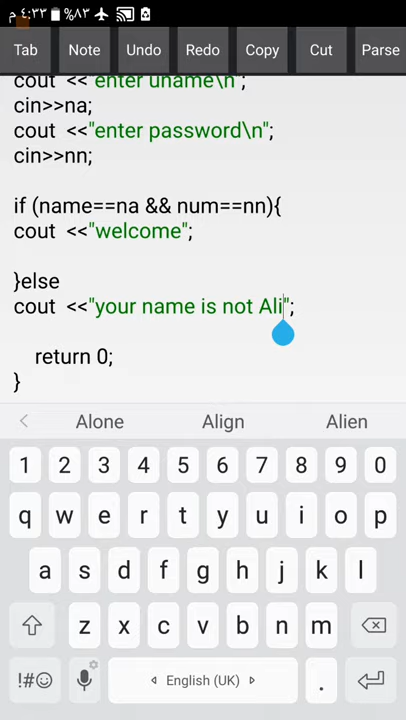 م ٤:٣٣ %٨٣
Tab Note Undo Redo Copy Cut Parse
cout <<"enter uname\n";
cin>>na;
cout <<"enter password\n";
cin>>nn;
if (name==na && num==nn){
cout <<"welcome";
}else
cout <<"your name is not Ali";
return 0;
}
Alone Align Alien
1 2 3 4 5 6 7 8 9 0
q w e r t y u i o p
a s d f g h j k l
z x c v b n m
!#☺ English (UK) .